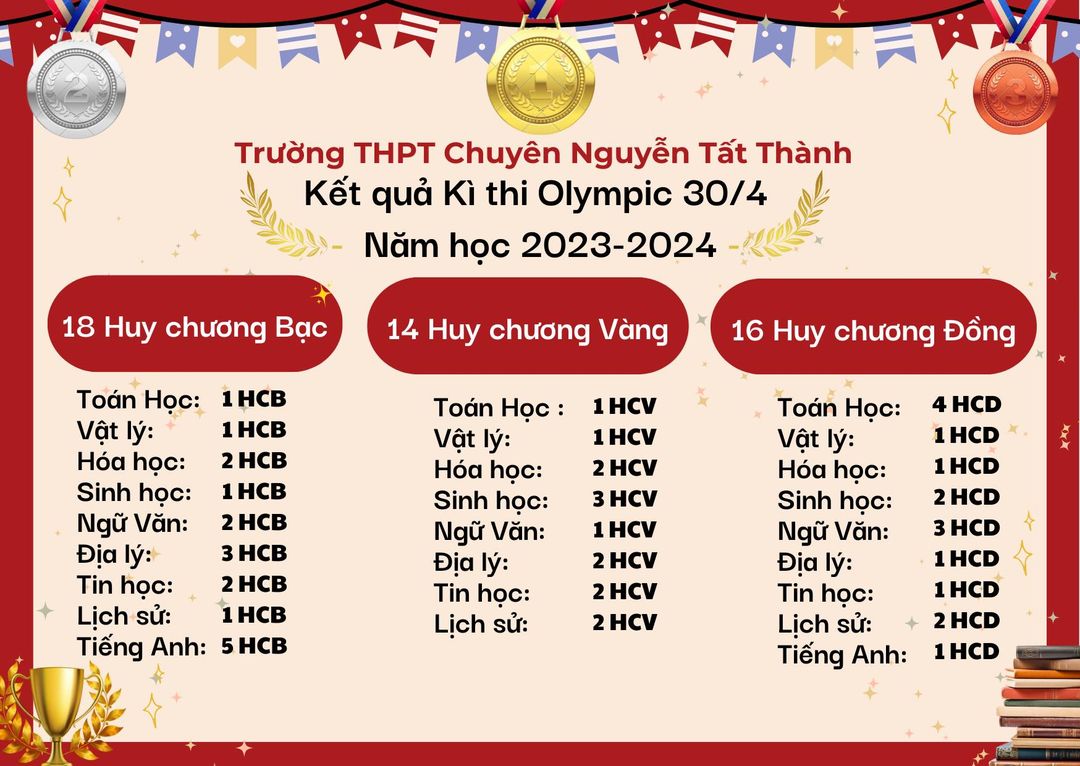 2
1
3
Trường THPT Chuyên Nguyễn Tất Thành
Kết quả Kì thi Olympic 30/4
- Năm học 2023-2024 -
18 Huy chương Bạc
Toán Học: 1 HCB
Vật lý: 1 HCB
Hóa học: 2 HCB
Sinh học: 1 HCB
Ngữ Văn: 2 HCB
Địa lý: 3 HCB
Tin học: 2 HCB
Lịch sử: 1 HCB
Tiếng Anh: 5 HCB
14 Huy chương Vàng
Toán Học : 1 HCV
Vật lý: 1 HCV
Hóa học: 2 HCV
Sinh học: 3 HCV
Ngữ Văn: 1 HCV
Địa lý: 2 HCV
Tin học: 2 HCV
Lịch sử: 2 HCV
16 Huy chương Đồng
Toán Học: 4 HCD
Vật lý: 1 HCD
Hóa học: 1 HCD
Sinh học: 2 HCD
Ngữ Văn: 3 HCD
Địa lý: 1 HCD
Tin học: 1 HCD
Lịch sử: 2 HCD
Tiếng Anh: 1 HCD